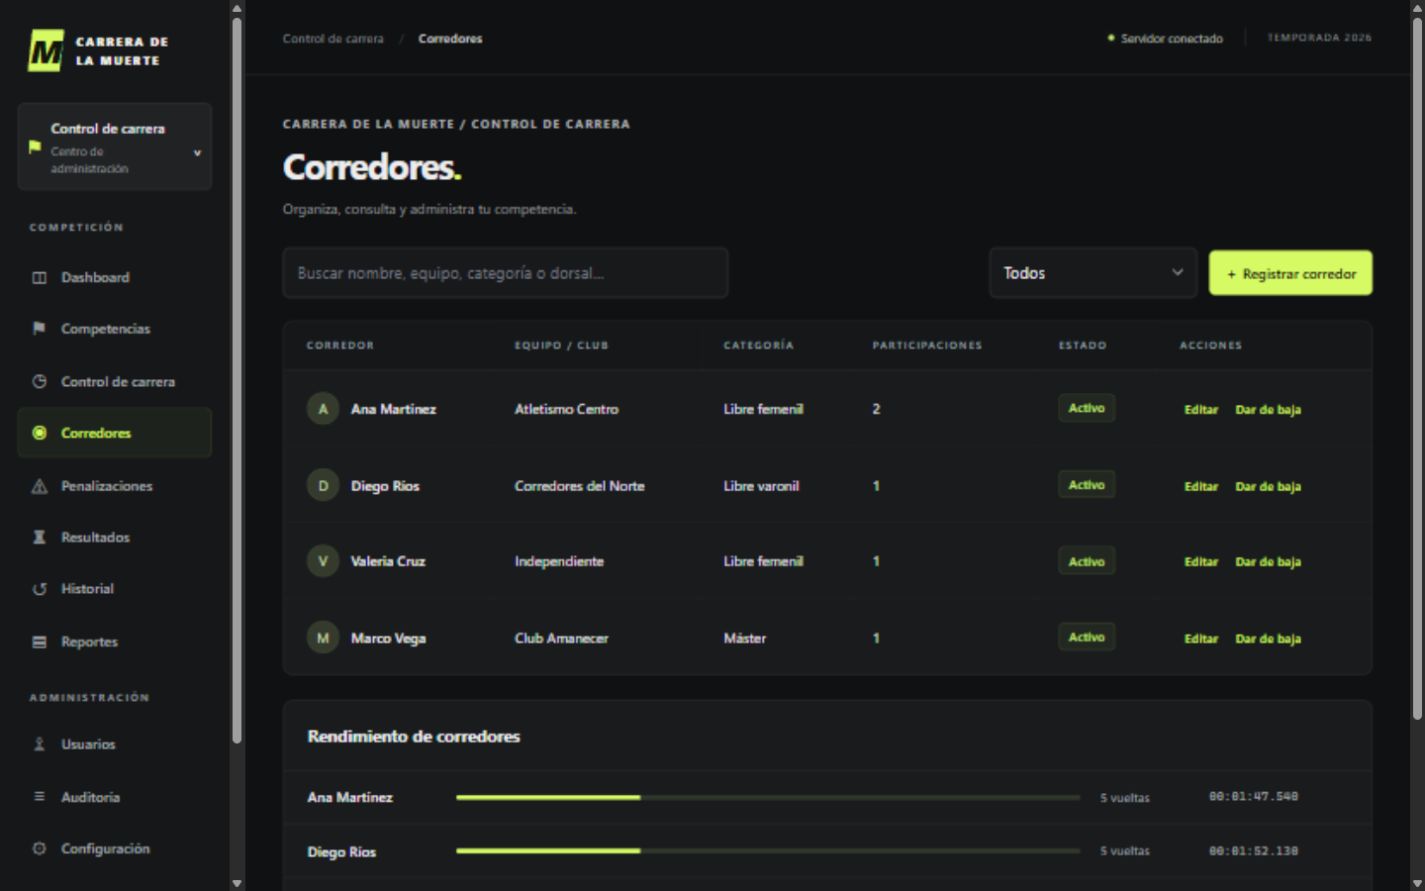 M CARRERA DE
LA MUERTE
Control de carrera
Centro de
administración
COMPETICIÓN
Dashboard
Competencias
Control de carrera
Corredores
Penalizaciones
Resultados
Historial
Reportes
ADMINISTRACIÓN
Usuarios
Auditoria
Configuración
Control de carrera / Corredores
Servidor conectado
TEMPORADA 2026
CARRERA DE LA MUERTE / CONTROL DE CARRERA
Corredores.
Organiza, consulta y administra tu competencia.
Buscar nombre, equipo, categoría o dorsal...
Todos
+ Registrar corredor
CORREDOR EQUIPO / CLUB CATEGORÍA PARTICIPACIONES ESTADO ACCIONES
A Ana Martínez Atletismo Centro Libre femenil 2 Activo Editar Dar de baja
D Diego Ríos Corredores del Norte Libre varonil 1 Activo Editar Dar de baja
V Valeria Cruz Independiente Libre femenil 1 Activo Editar Dar de baja
M Marco Vega Club Amanecer Máster 1 Activo Editar Dar de baja
Rendimiento de corredores
Ana Martínez 5 vueltas 00:01:47.540
Diego Ríos 5 vueltas 00:01:52.130